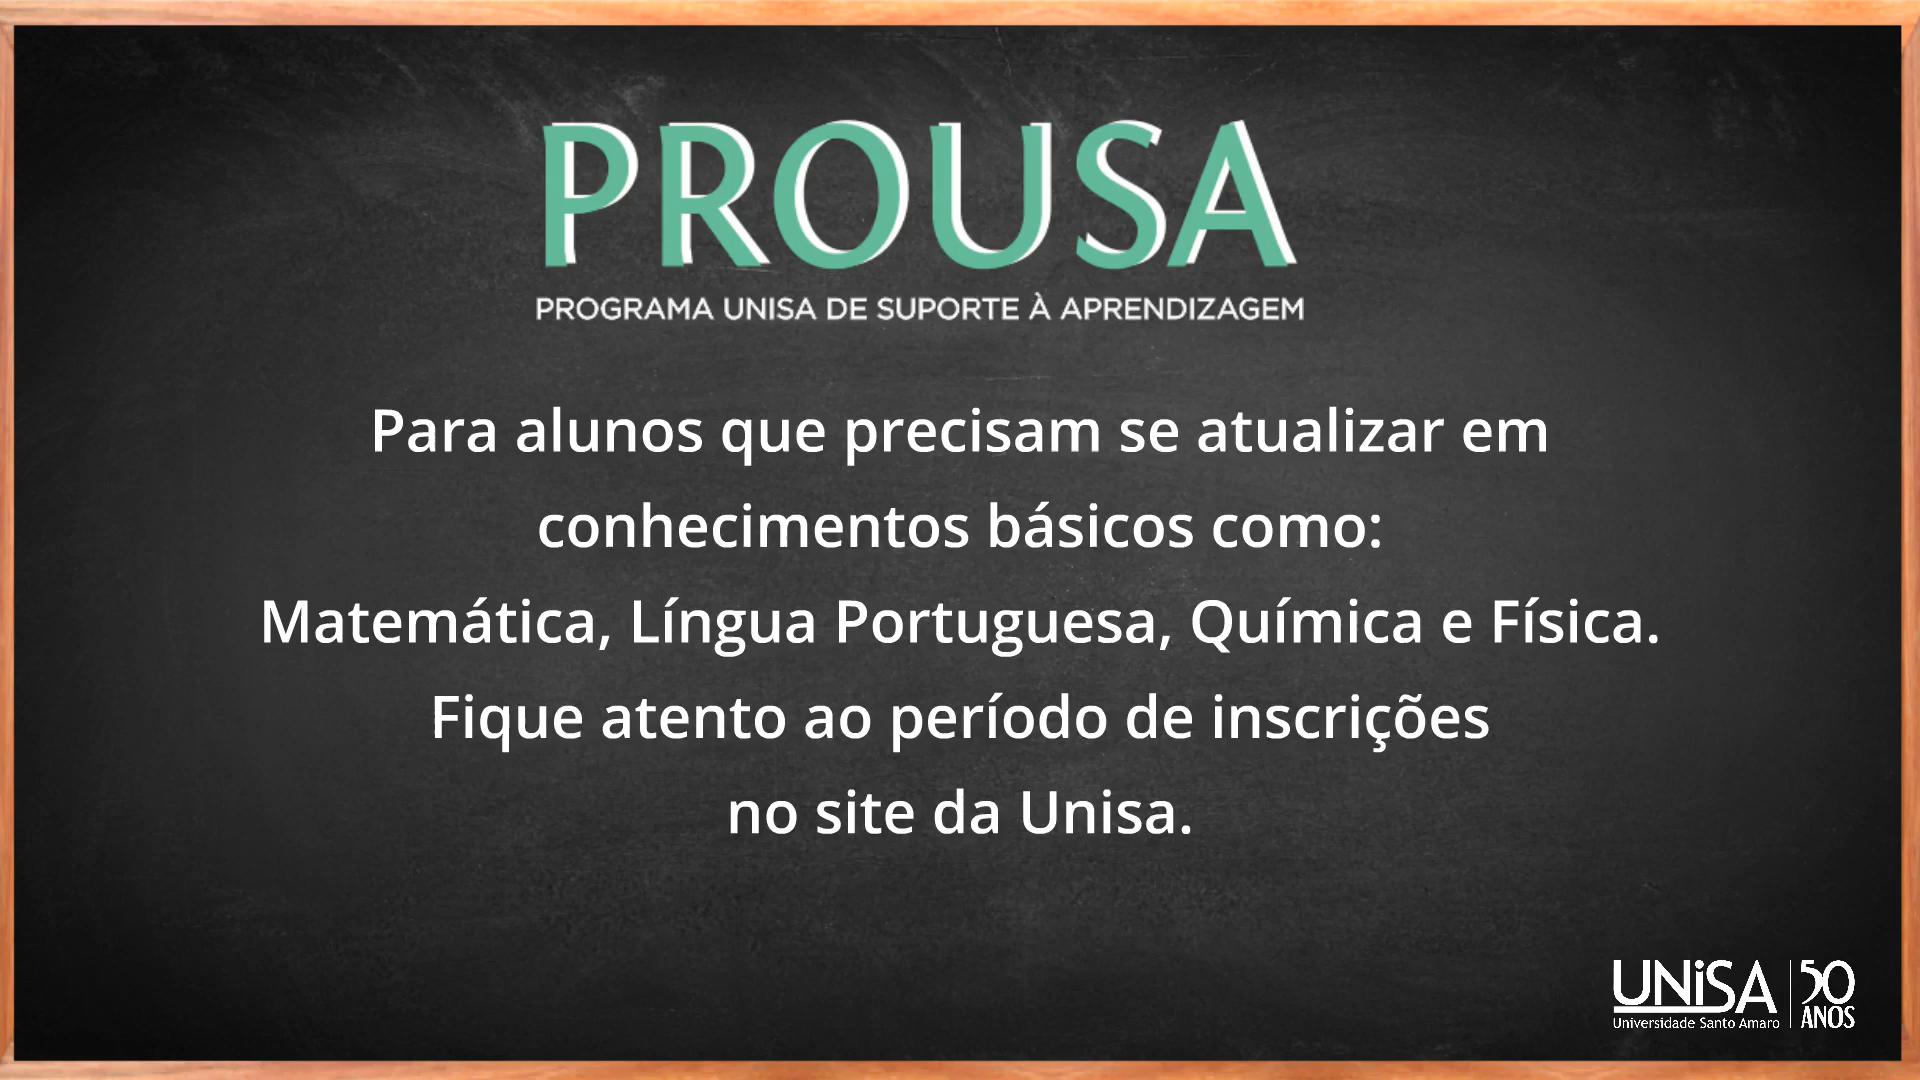 PROUSA
PROGRAMA UNISA DE SUPORTE À APRENDIZAGEM
Para alunos que precisam se atualizar em
conhecimentos básicos como:
Matemática, Língua Portuguesa, Química e Física.
Fique atento ao período de inscrições
no site da Unisa.
UNiSA 50
Universidade Santo Amaro ANOS